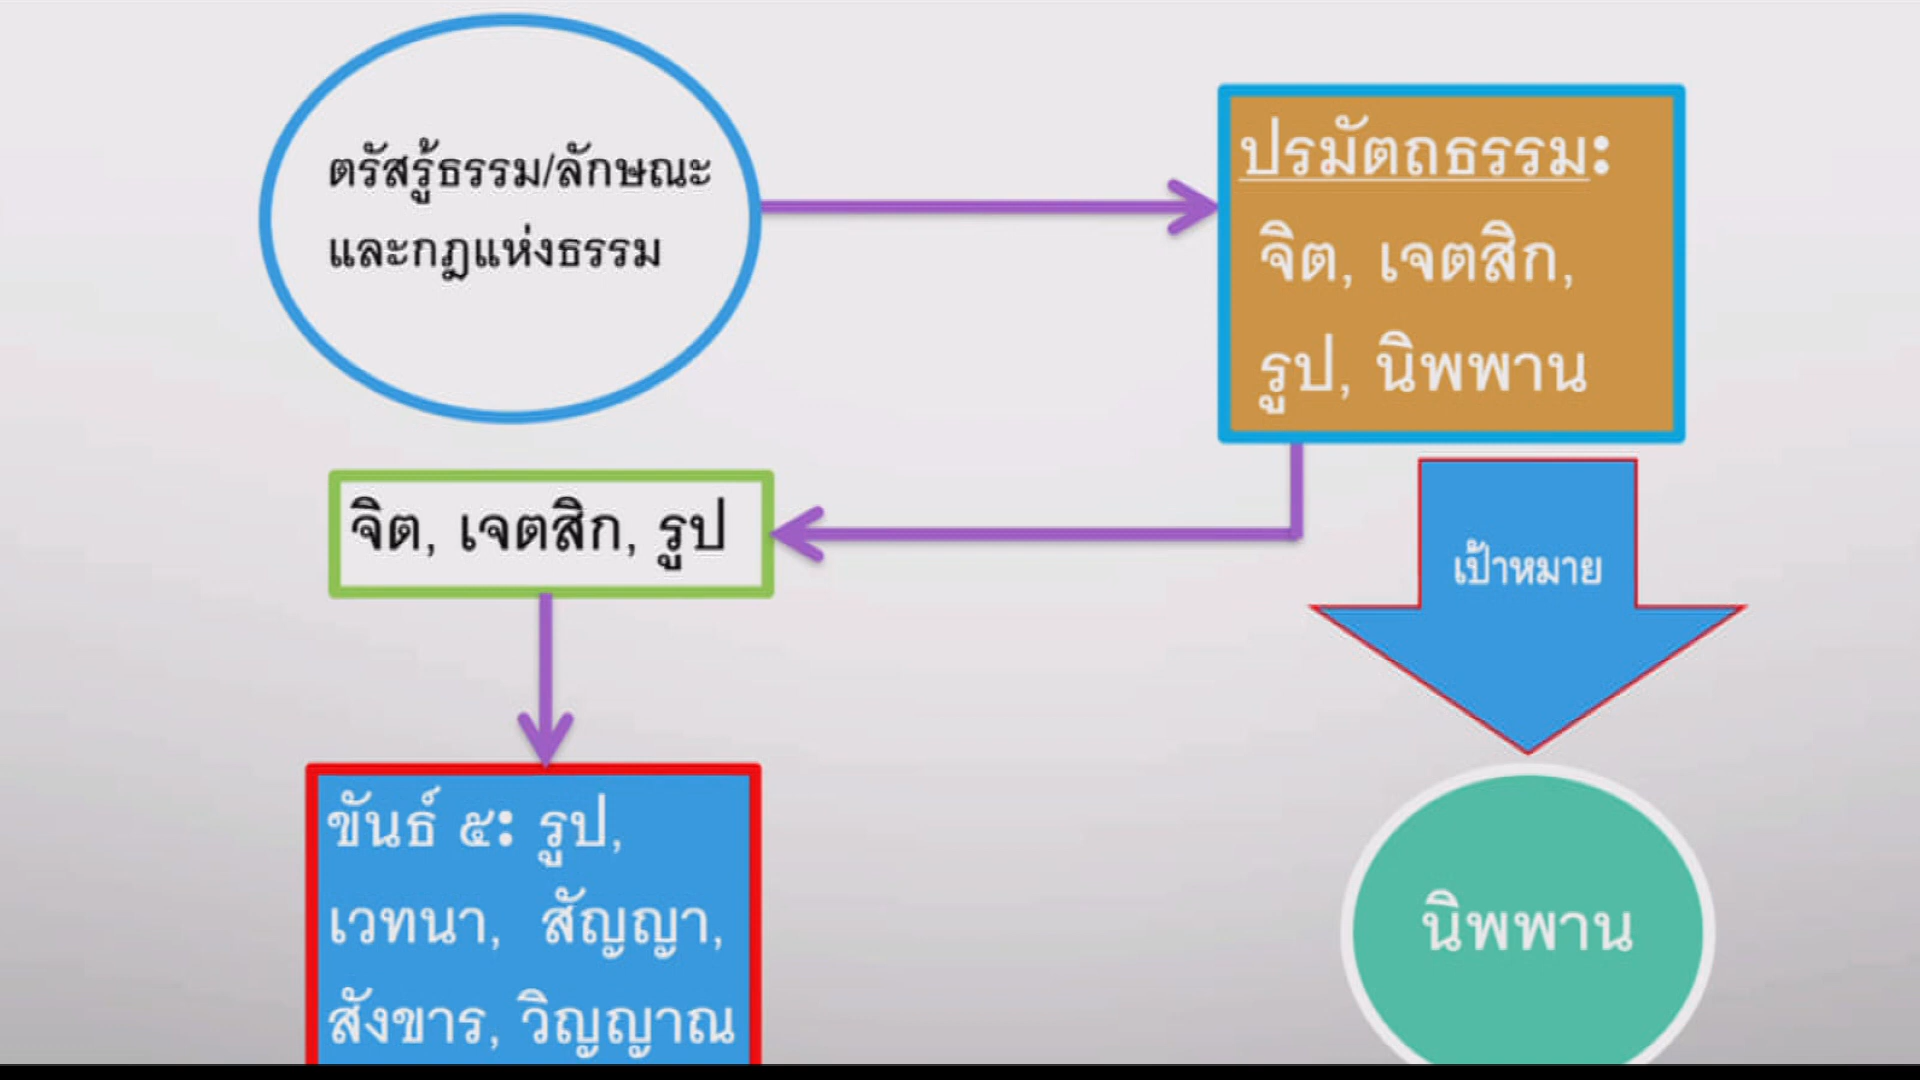 ตรัสรู้ธรรม/ลักษณะ
และกฎแห่งธรรม
ปรมัตถธรรม:
จิต, เจตสิก,
รูป, นิพพาน
จิต, เจตสิก, รูป
เป้าหมาย
ขันธ์ ๕: รูป,
เวทนา, สัญญา,
สังขาร, วิญญาณ
นิพพาน